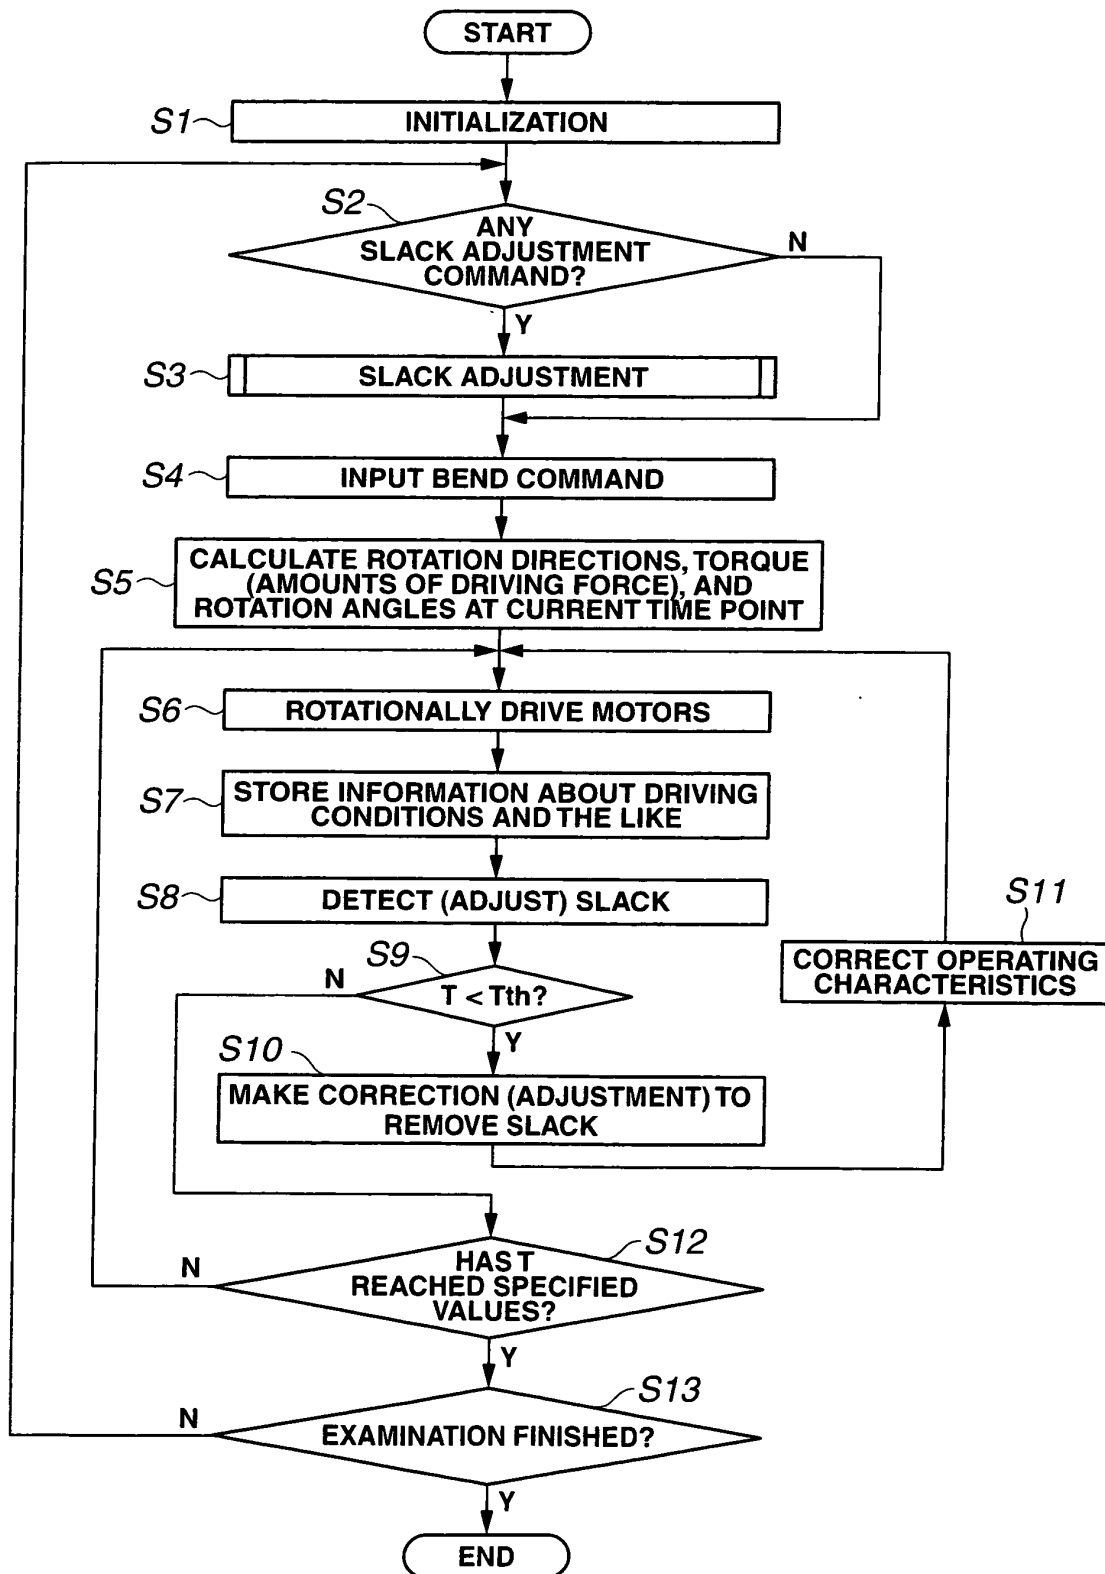 START
S1
INITIALIZATION
S2
ANY
SLACK ADJUSTMENT
COMMAND?
N
Y
S3
SLACK ADJUSTMENT
S4
INPUT BEND COMMAND
S5
CALCULATE ROTATION DIRECTIONS, TORQUE
(AMOUNTS OF DRIVING FORCE), AND
ROTATION ANGLES AT CURRENT TIME POINT
S6
ROTATIONALLY DRIVE MOTORS
S7
STORE INFORMATION ABOUT DRIVING
CONDITIONS AND THE LIKE
S8
DETECT (ADJUST) SLACK
S9
T < Tth?
N
Y
S10
MAKE CORRECTION (ADJUSTMENT) TO
REMOVE SLACK
S11
CORRECT OPERATING
CHARACTERISTICS
S12
HAS T
REACHED SPECIFIED
VALUES?
N
Y
S13
EXAMINATION FINISHED?
N
Y
END